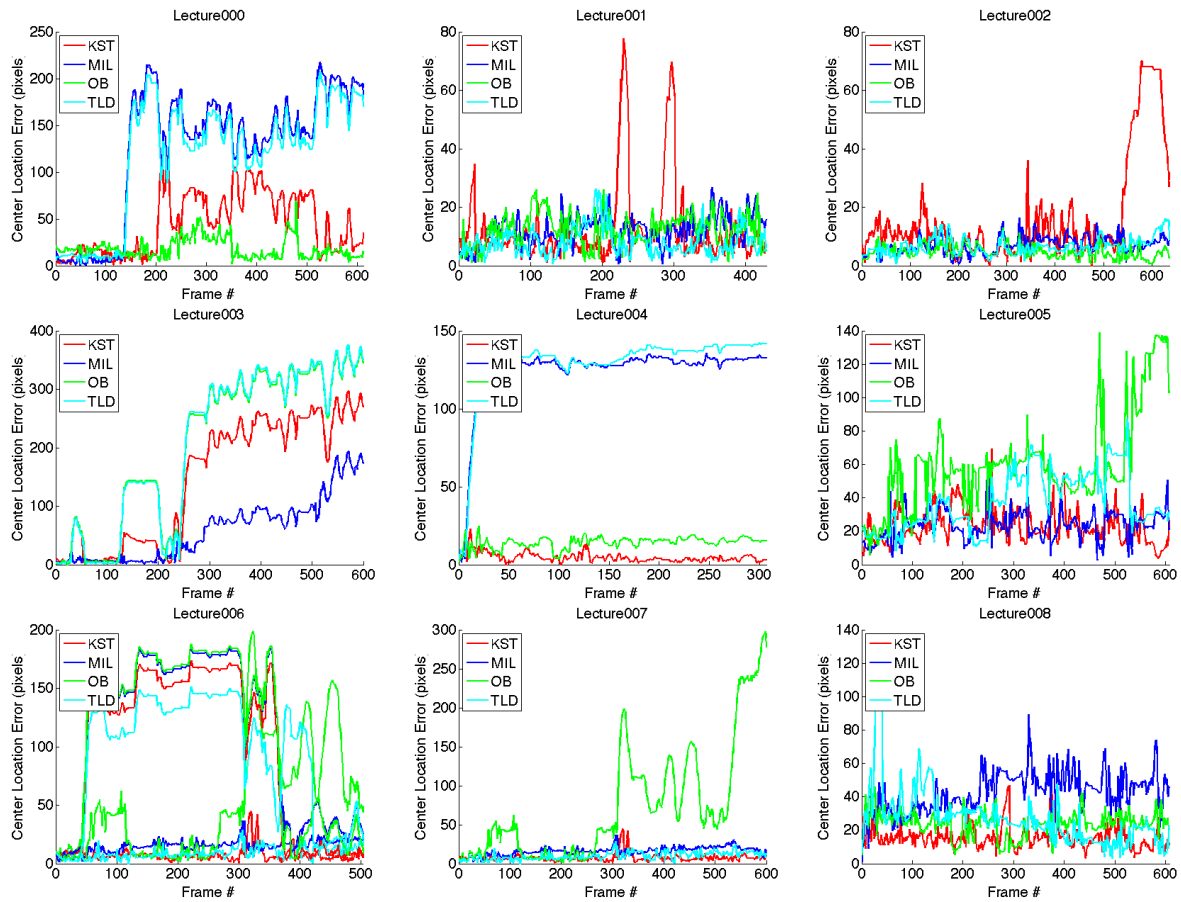 Lecture000
Center Location Error (pixels
250
200
150
100
50
0
KST
MIL
OB
TLD
0 100 200 300 400 500 600
Frame #
Lecture001
Center Location Error (pixels
80
60
40
20
0
KST
MIL
OB
TLD
100 200 300 400
Frame #
Lecture002
Center Location Error (pixels
80
60
40
20
0
KST
MIL
OB
TLD
0 100 200 300 400 500 600
Frame #
Lecture003
Center Location Error (pixels
400
300
200
100
0
KST
MIL
OB
TLD
0 100 200 300 400 500 600
Frame #
Lecture004
Center Location Error (pixels
150
100
50
0
KST
MIL
OB
TLD
0 50 100 150 200 250 300
Frame #
Lecture005
Center Location Error (pixels
140
120
100
80
60
40
20
0
KST
MIL
OB
TLD
0 100 200 300 400 500 600
Frame #
Lecture006
Center Location Error (pixels
200
150
100
50
0
KST
MIL
OB
TLD
0 100 200 300 400 500
Frame #
Lecture007
Center Location Error (pixels
300
250
200
150
100
50
0
KST
MIL
OB
TLD
0 100 200 300 400 500 600
Frame #
Lecture008
Center Location Error (pixels
140
120
100
80
60
40
20
0
KST
MIL
OB
TLD
0 100 200 300 400 500 600
Frame #